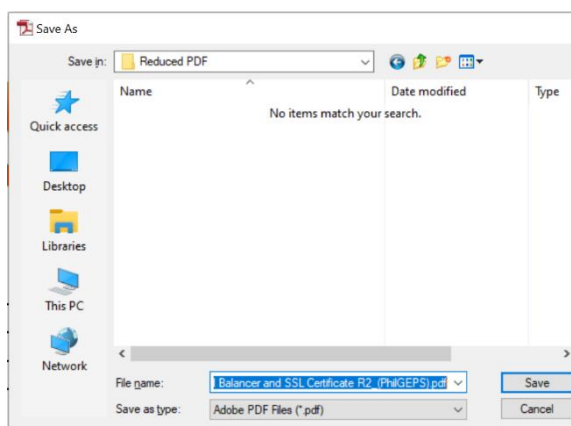 Save As
Save in: Reduced PDF
Name Date modified Type
No items match your search.
Quick access
Desktop
Libraries
This PC
Network
File name: Balancer and SSL Certificate R2_(PhilGEPS).pdf Save
Save as type: Adobe PDF Files (*.pdf) Cancel